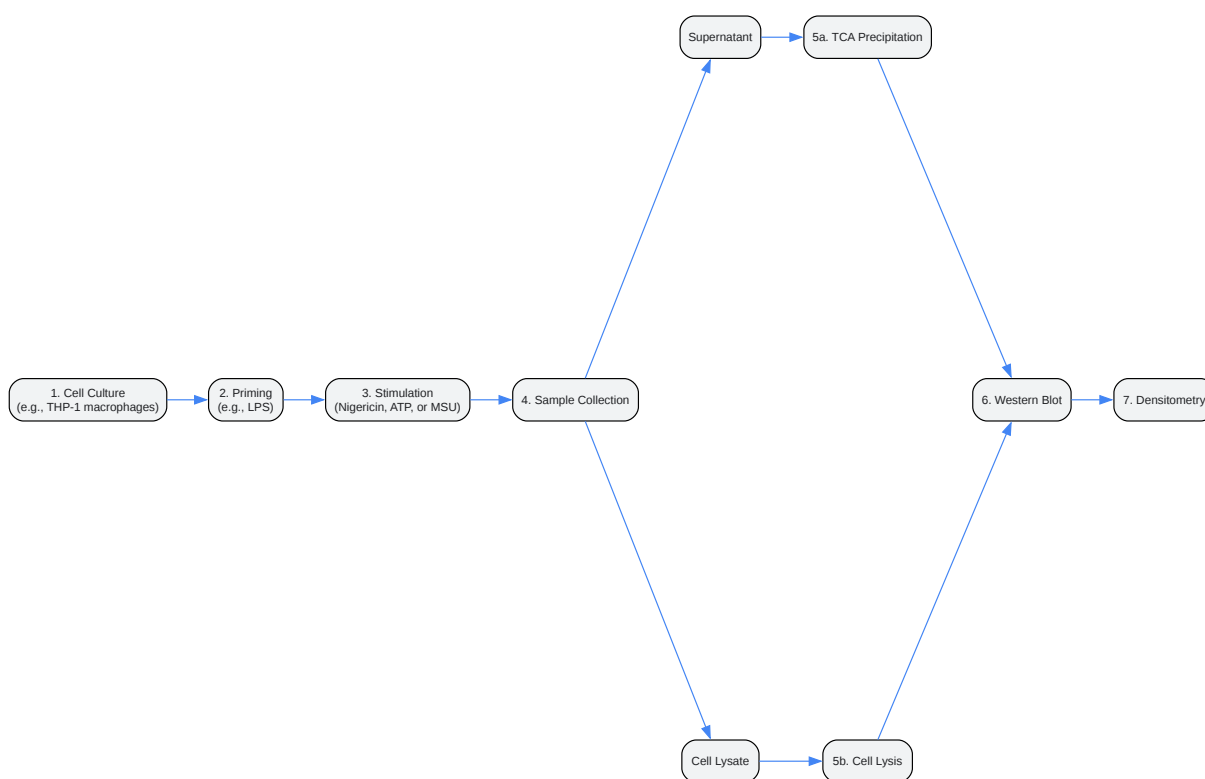 Supernatant
5a. TCA Precipitation
1. Cell Culture
(e.g., THP-1 macrophages)
2. Priming
(e.g., LPS)
3. Stimulation
(Nigericin, ATP, or MSU)
4. Sample Collection
6. Western Blot
7. Densitometry
Cell Lysate
5b. Cell Lysis